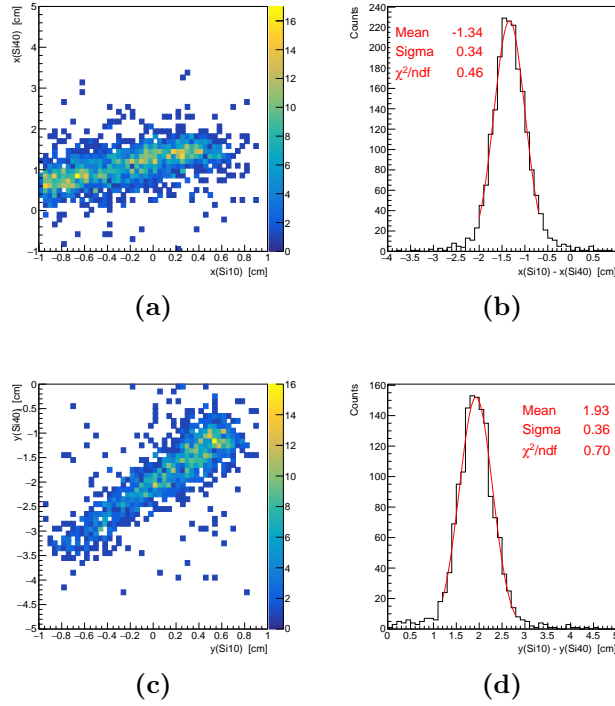 x(Si40) [cm]
5
4
3
2
1
0
−1
−1 −0.8 −0.6 −0.4 −0.2 0 0.2 0.4 0.6 0.8 1
x(Si10) [cm]
16
14
12
10
8
6
4
2
0
(a)
Counts
240
220
200
180
160
140
120
100
80
60
40
20
0
Mean -1.34
Sigma 0.34
χ²/ndf 0.46
−4 −3.5 −3 −2.5 −2 −1.5 −1 −0.5 0 0.5
x(Si10) - x(Si40) [cm]
(b)
y(Si40) [cm]
0
−0.5
−1
−1.5
−2
−2.5
−3
−3.5
−4
−4.5
−5
−1 −0.8 −0.6 −0.4 −0.2 0 0.2 0.4 0.6 0.8 1
y(Si10) [cm]
16
14
12
10
8
6
4
2
0
(c)
Counts
160
140
120
100
80
60
40
20
0
Mean 1.93
Sigma 0.36
χ²/ndf 0.70
0 0.5 1 1.5 2 2.5 3 3.5 4 4.5 5
y(Si10) - y(Si40) [cm]
(d)